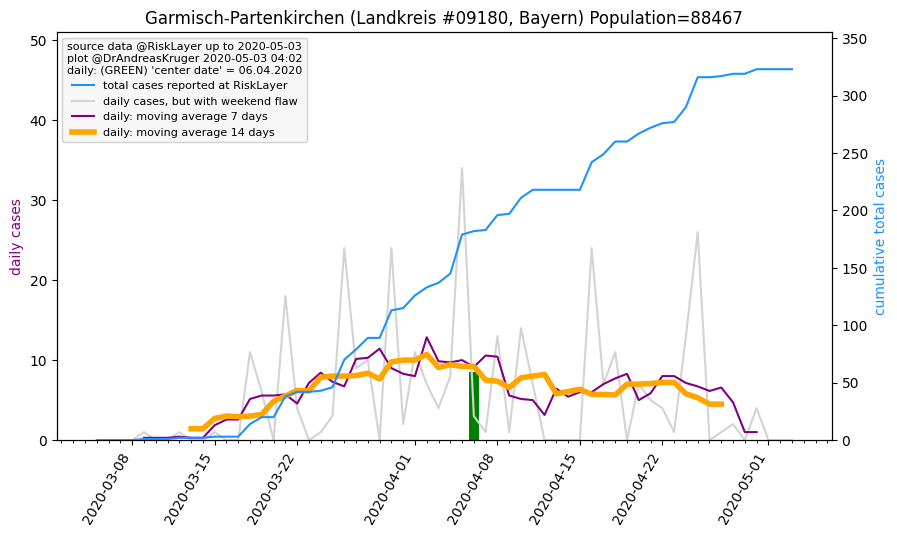 Garmisch-Partenkirchen (Landkreis #09180, Bayern) Population=88467
source data @RiskLayer up to 2020-05-03
plot @DrAndreasKruger 2020-05-03 04:02
daily: (GREEN) 'center date' = 06.04.2020
total cases reported at RiskLayer
daily cases, but with weekend flaw
daily: moving average 7 days
daily: moving average 14 days
daily cases
50
40
30
20
10
0
cumulative total cases
350
300
250
200
150
100
50
0
2020-03-08
2020-03-15
2020-03-22
2020-04-01
2020-04-08
2020-04-15
2020-04-22
2020-05-01